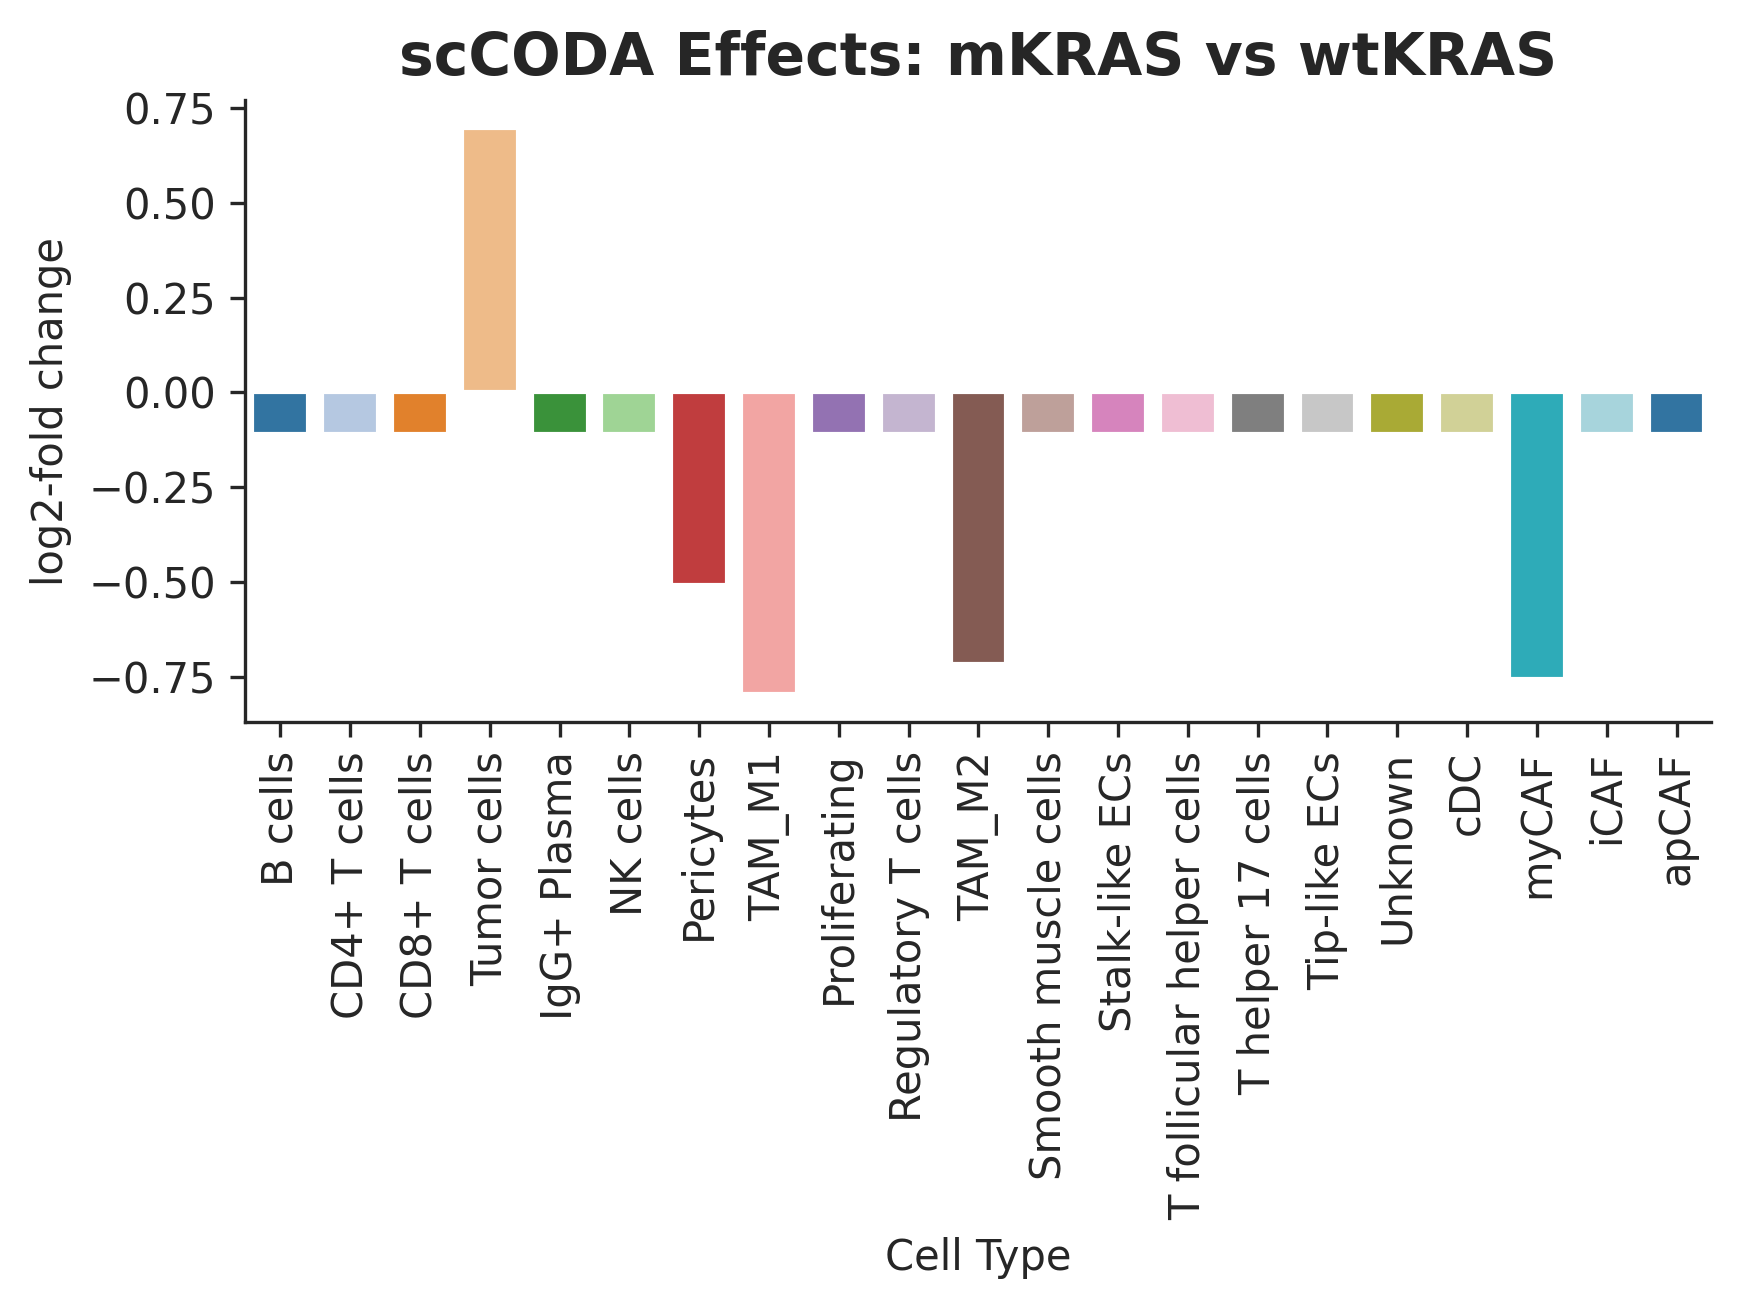 scCODA Effects: mKRAS vs wtKRAS
0.75
0.50
0.25
0.00
−0.25
−0.50
−0.75
log2-fold change
B cells
CD4+ T cells
CD8+ T cells
Tumor cells
IgG+ Plasma
NK cells
Pericytes
TAM_M1
Proliferating
Regulatory T cells
TAM_M2
Smooth muscle cells
Stalk-like ECs
T follicular helper cells
T helper 17 cells
Tip-like ECs
Unknown
cDC
myCAF
iCAF
apCAF
Cell Type